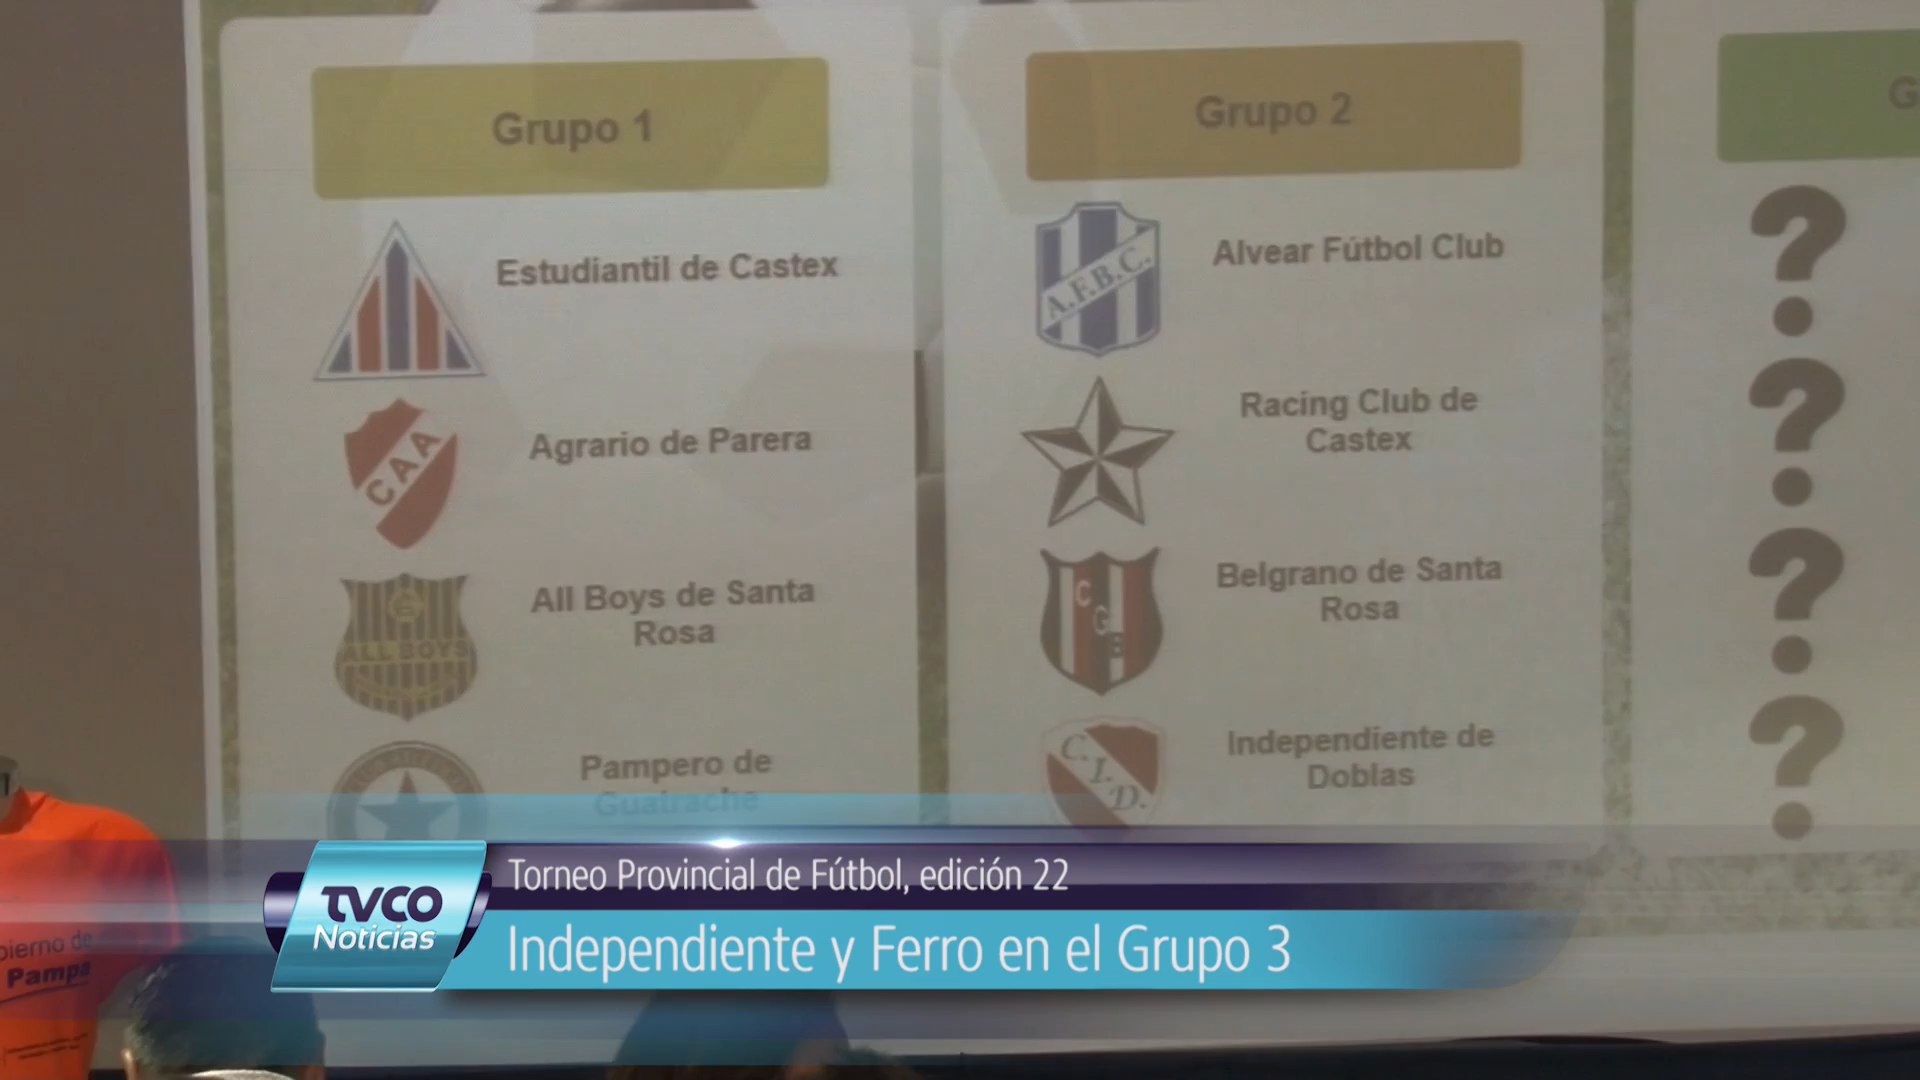 Grupo 1
Estudiantil de Castex
CAA
Agrario de Parera
ALL BOYS
All Boys de Santa
Rosa
Pampero de
Guatrache
Grupo 2
A.F.B.C.
Alvear Fútbol Club
Racing Club de
Castex
C
G
B
Belgrano de Santa
Rosa
C.
I.
D.
Independiente de
Doblas
G
?
?
?
?
TVCO
Noticias
Torneo Provincial de Fútbol, edición 22
Independiente y Ferro en el Grupo 3
bierno de
Pampa